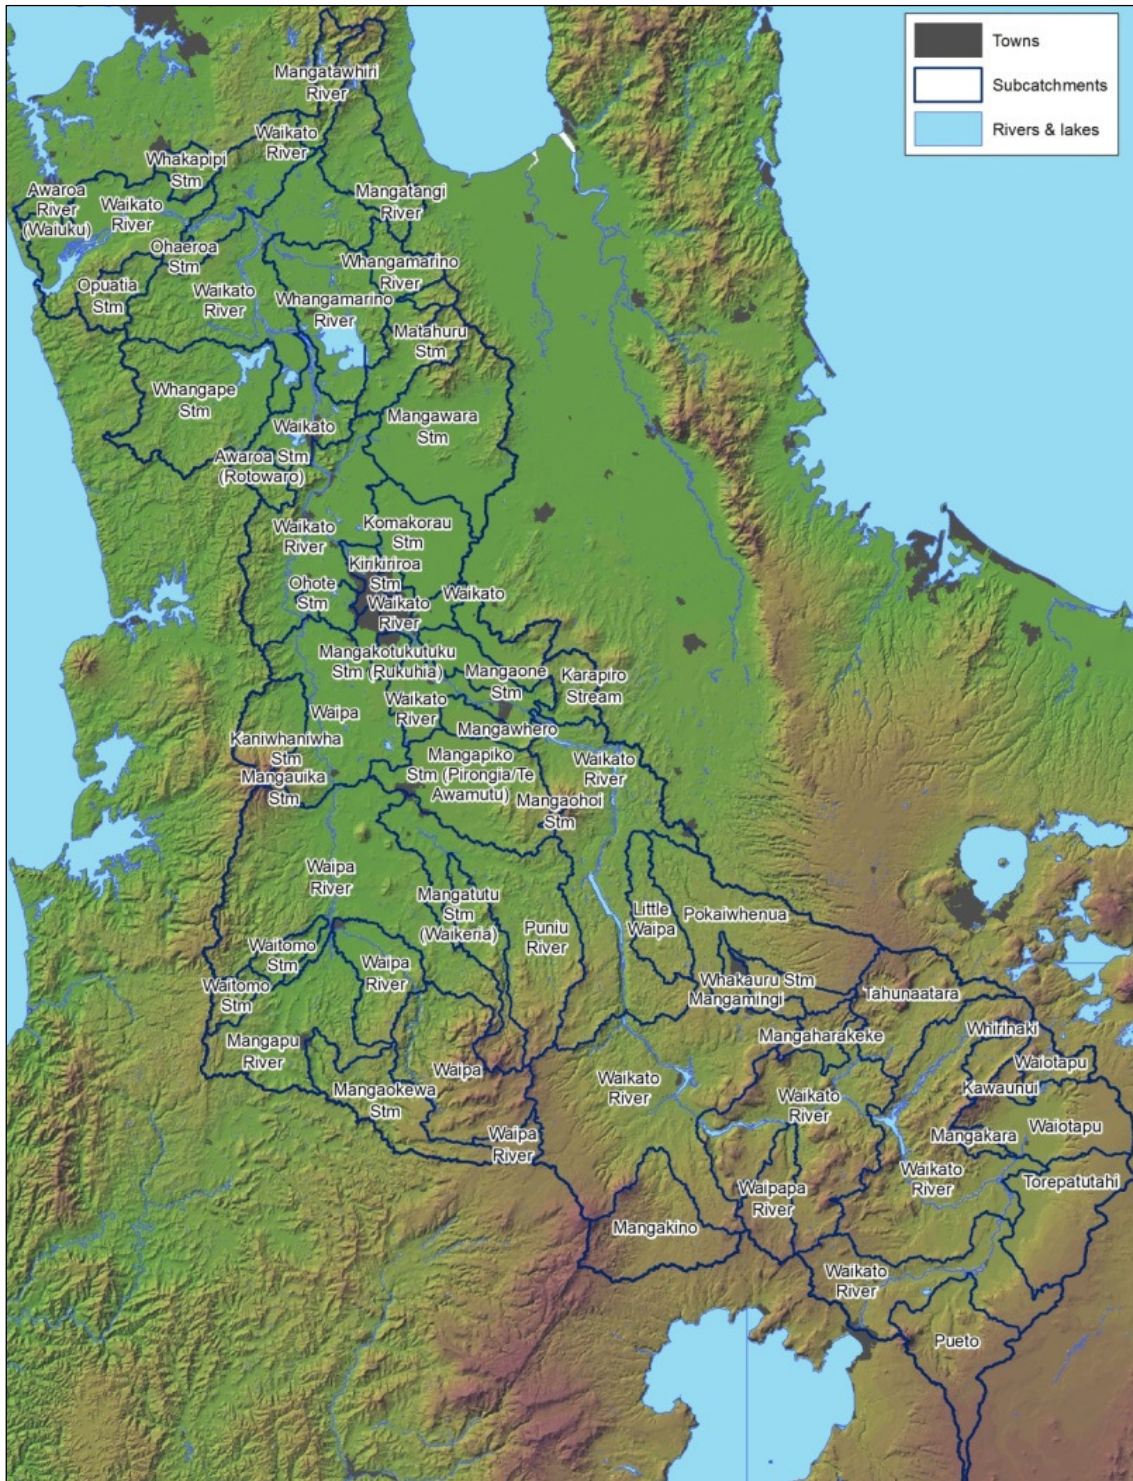 Towns
Subcatchments
Rivers & lakes
Mangatawhiri
River
Waikato
River
Whakapipi
Stm
Awaroa
River
(Waiuku)
Waikato
River
Mangatangi
River
Ohaeroa
Stm
Opuatia
Stm
Waikato
River
Whangamarino
River
Whangamarino
River
Matahuru
Stm
Whangape
Stm
Waikato
Mangawara
Stm
Awaroa Stm
(Rotowaro)
Waikato
River
Komakorau
Stm
Kirikiriroa
Stm
Ohote
Stm
Waikato
River
Waikato
Mangakotukutuku
Stm (Rukuhia)
Mangaone
Stm
Karapiro
Stream
Waipa
Waikato
River
Mangawhero
Kaniwhaniwha
Stm
Mangauika
Stm
Mangapiko
Stm (Pirongia/Te
Awamutu)
Waikato
River
Mangaohoi
Stm
Waipa
River
Mangatutu
Stm
(Waikeria)
Puniu
River
Little
Waipa
Pokaiwhenua
Waitomo
Stm
Waipa
River
Waitomo
Stm
Whakauru Stm
Mangamingi
Tahunaatara
Mangapu
River
Mangaharakeke
Whirinaki
Waiotapu
Waipa
Mangaokewa
Stm
Waikato
River
Waikato
River
Kawaunui
Waipa
River
Mangakara
Waiotapu
Waikato
River
Torepatutahi
Waipapa
River
Mangakino
Waikato
River
Pueto